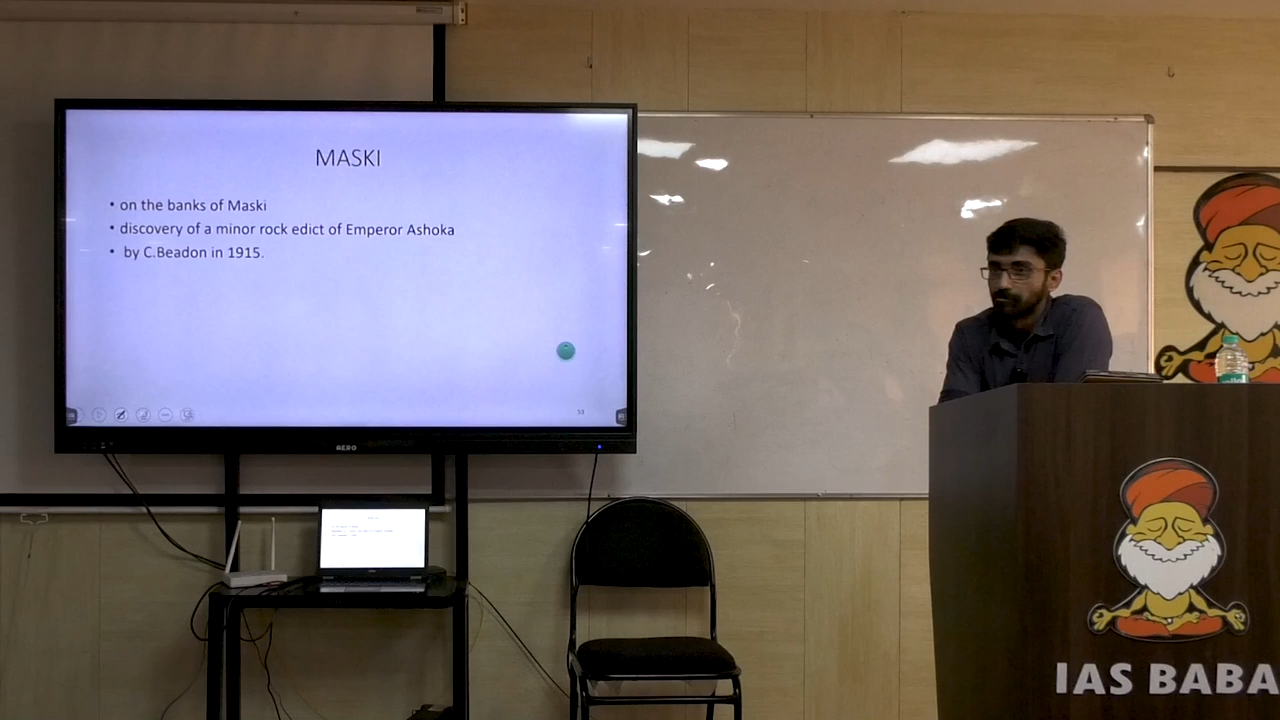 MASKI
• on the banks of Maski
• discovery of a minor rock edict of Emperor Ashoka
• by C.Beadon in 1915.
53
AERO
IAS BABA